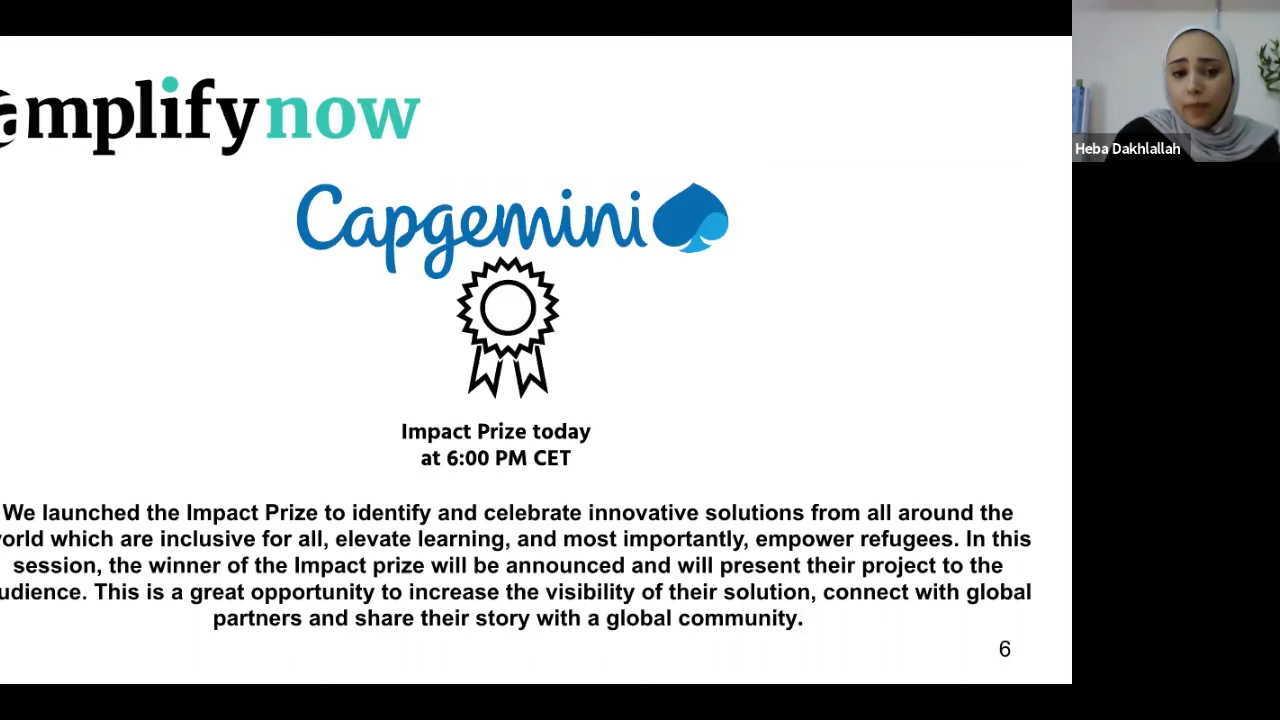 amplifynow
Capgemini
Heba Dakhlallah
Impact Prize today
at 6:00 PM CET
We launched the Impact Prize to identify and celebrate innovative solutions from all around the
orld which are inclusive for all, elevate learning, and most importantly, empower refugees. In this
session, the winner of the Impact prize will be announced and will present their project to the
udience. This is a great opportunity to increase the visibility of their solution, connect with global
partners and share their story with a global community.
6